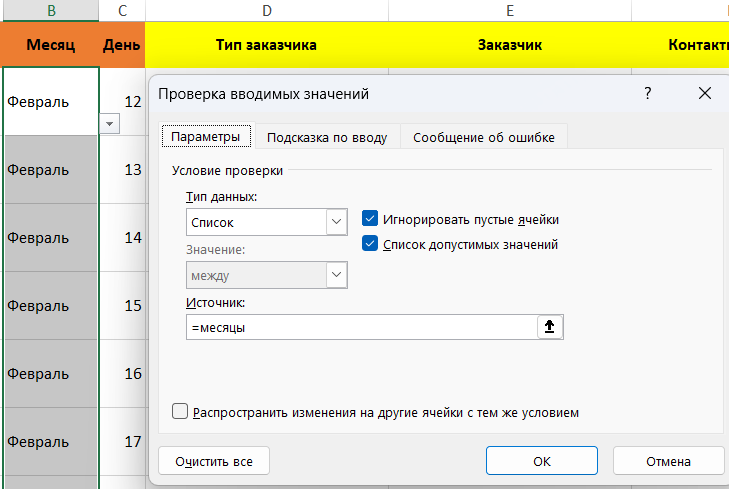 B C D E
Месяц День Тип заказчика Заказчик Контакт
Февраль 12
Проверка вводимых значений ?
Параметры Подсказка по вводу Сообщение об ошибке
Условие проверки
Тип данных:
Список
Игнорировать пустые ячейки
Список допустимых значений
Значение:
между
Источник:
=месяцы
Распространить изменения на другие ячейки с тем же условием
Очистить все ОК Отмена
Февраль 13
Февраль 14
Февраль 15
Февраль 16
Февраль 17